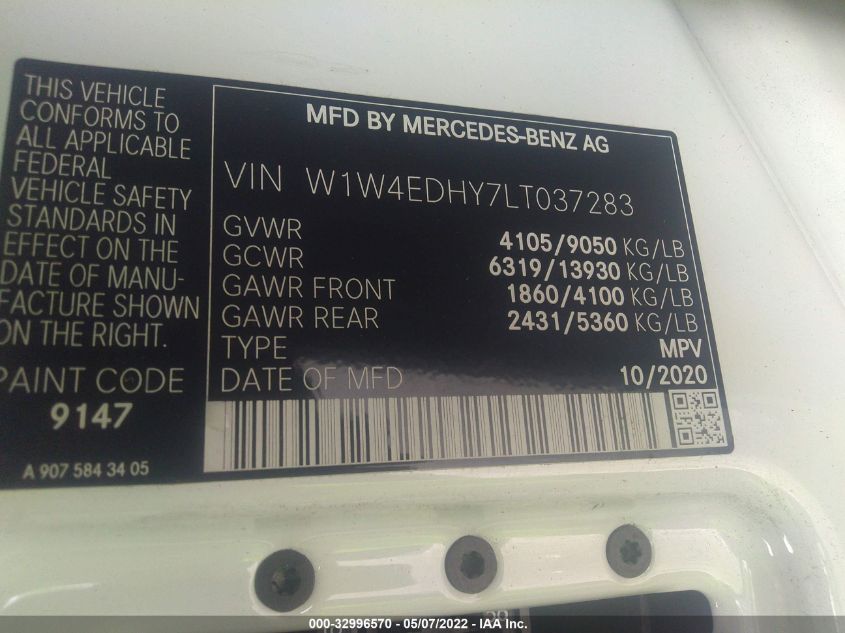 THIS VEHICLE
CONFORMS TO
ALL APPLICABLE
FEDERAL
VEHICLE SAFETY
STANDARDS IN
EFFECT ON THE
DATE OF MANU-
FACTURE SHOWN
ON THE RIGHT.
PAINT CODE
9147
A 907 584 34 05
MFD BY MERCEDES-BENZ AG
VIN W1W4EDHY7LT037283
GVWR 4105/9050 KG/LB
GCWR 6319/13930 KG/LB
GAWR FRONT 1860/4100 KG/LB
GAWR REAR 2431/5360 KG/LB
TYPE MPV
DATE OF MFD 10/2020
000-32996570 - 05/07/2022 - IAA Inc.